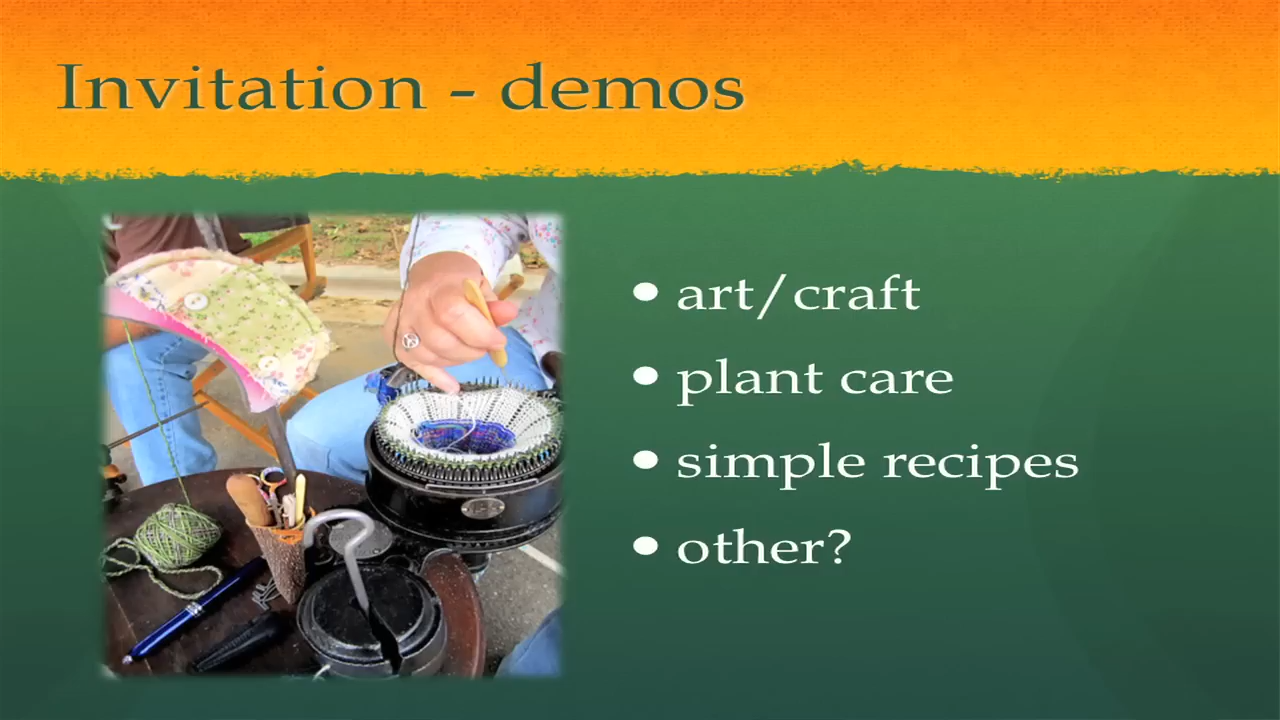 Invitation - demos
• art/craft
• plant care
• simple recipes
• other?